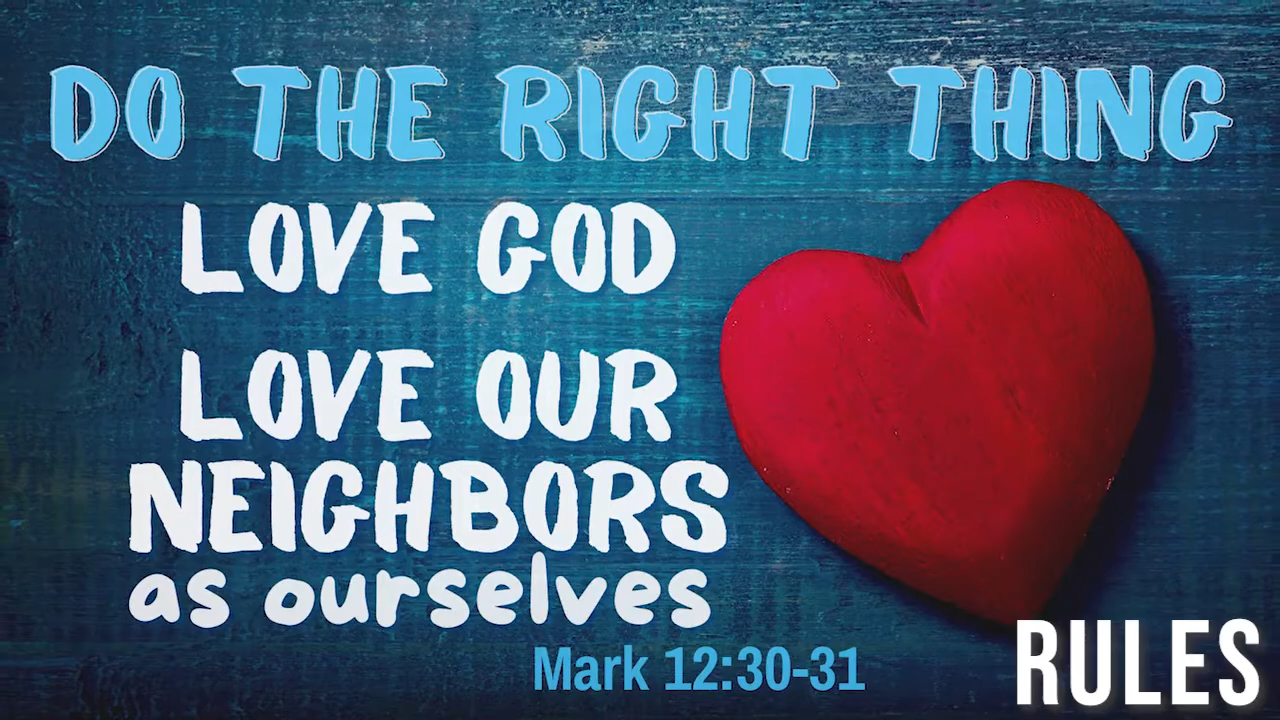 DO THE RIGHT THING
LOVE GOD
LOVE OUR
NEIGHBORS
as ourselves
Mark 12:30-31
RULES